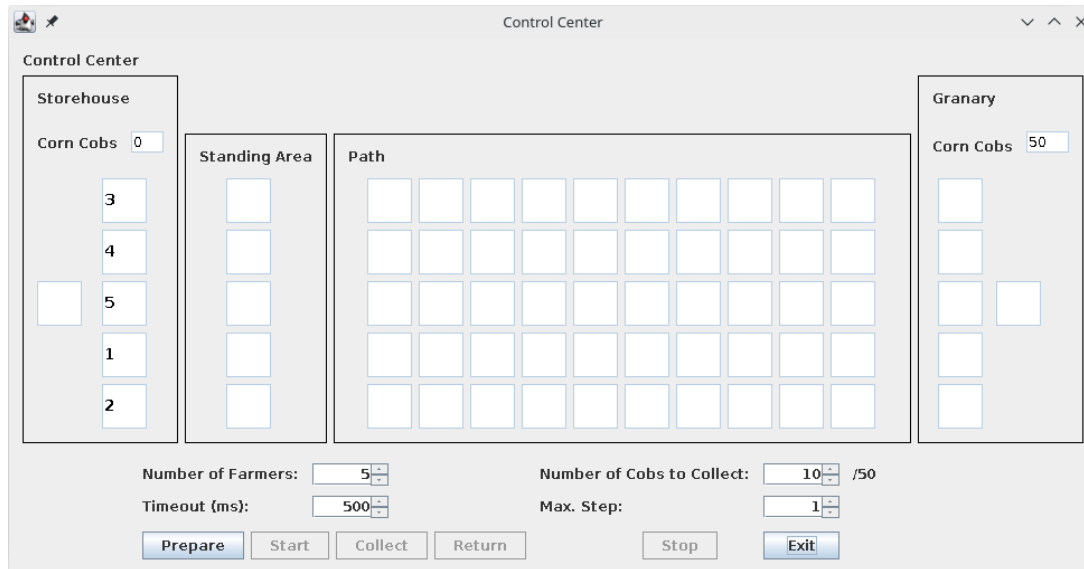 Control Center
Control Center
Storehouse
Granary
Corn Cobs 0
Corn Cobs 50
Standing Area
Path
3
4
5
1
2
Number of Farmers: 5
Number of Cobs to Collect: 10 /50
Timeout (ms): 500
Max. Step: 1
Prepare Start Collect Return Stop Exit